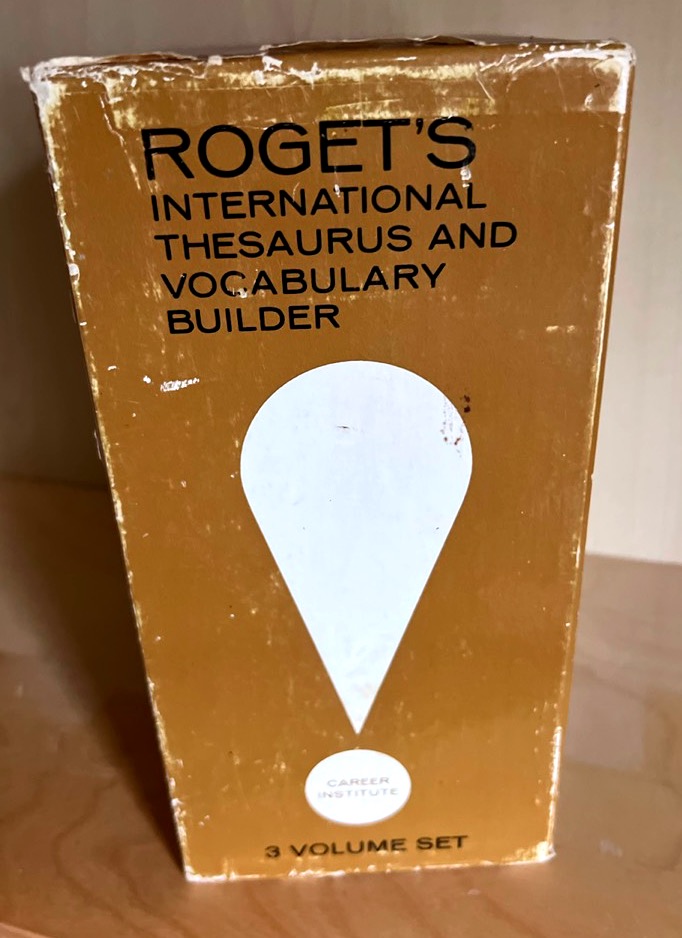 ROGET'S
INTERNATIONAL
THESAURUS AND
VOCABULARY
BUILDER
CAREER
INSTITUTE
3 VOLUME SET